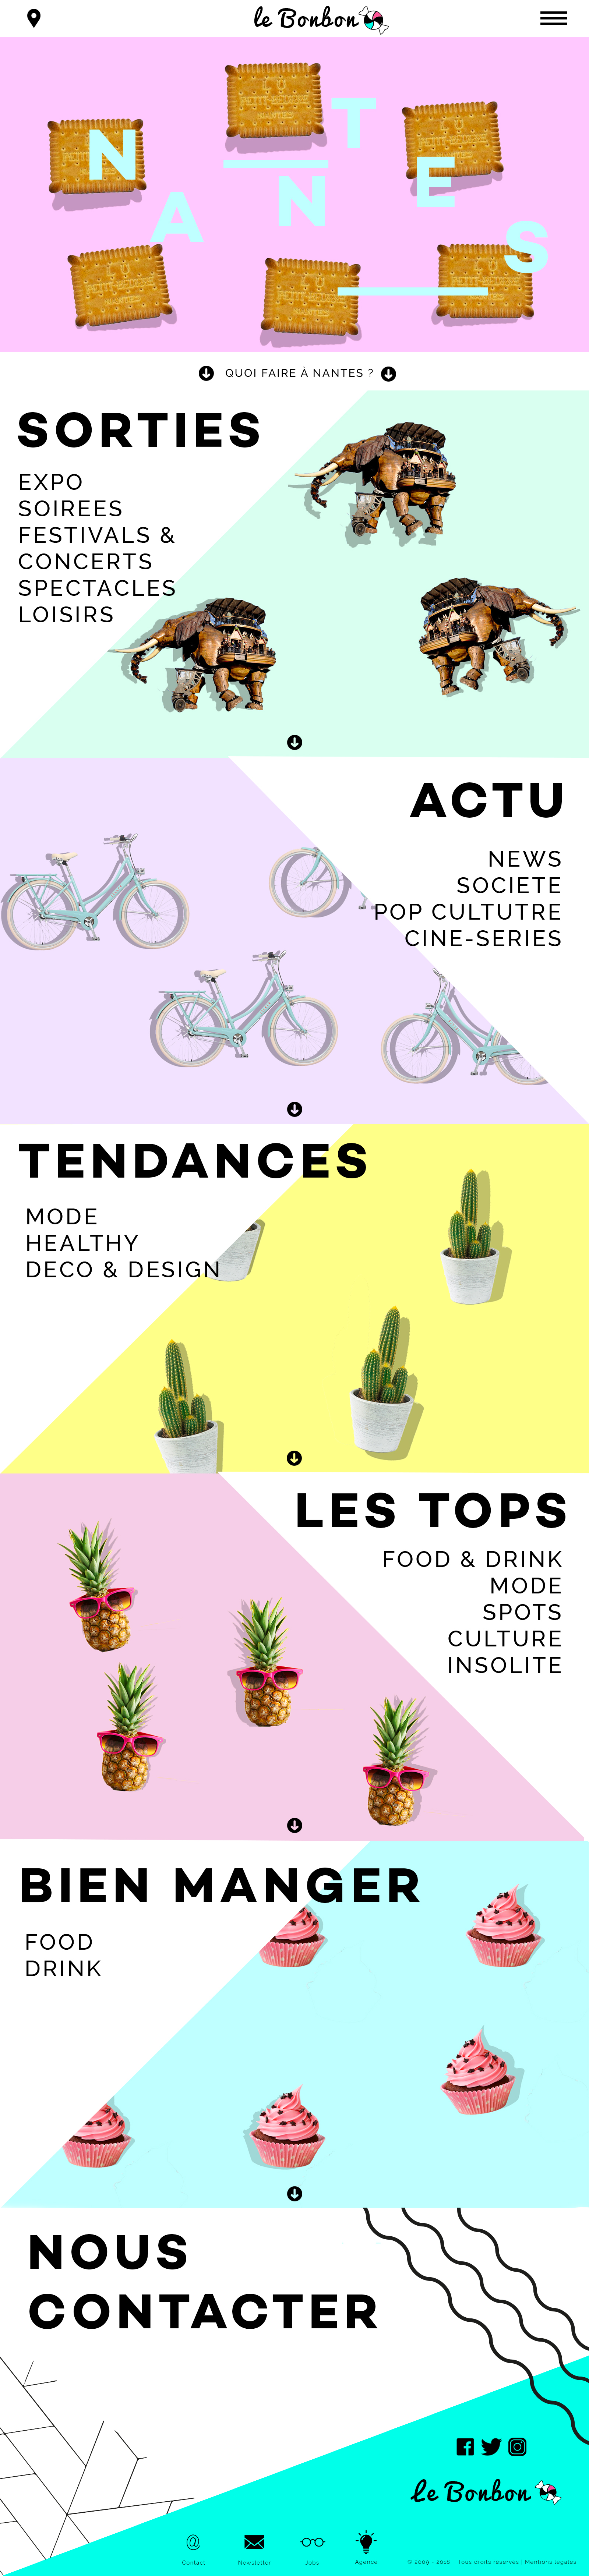 le Bonbon
NANTES
QUOI FAIRE À NANTES ?
SORTIES
EXPO
SOIREES
FESTIVALS &
CONCERTS
SPECTACLES
LOISIRS
ACTU
NEWS
SOCIETE
POP CULTUTRE
CINE-SERIES
TENDANCES
MODE
HEALTHY
DECO & DESIGN
LES TOPS
FOOD & DRINK
MODE
SPOTS
CULTURE
INSOLITE
BIEN MANGER
FOOD
DRINK
NOUS
CONTACTER
Le Bonbon
Contact
Newsletter
Jobs
Agence
© 2009 - 2016 Tous droits réservés | Mentions légales